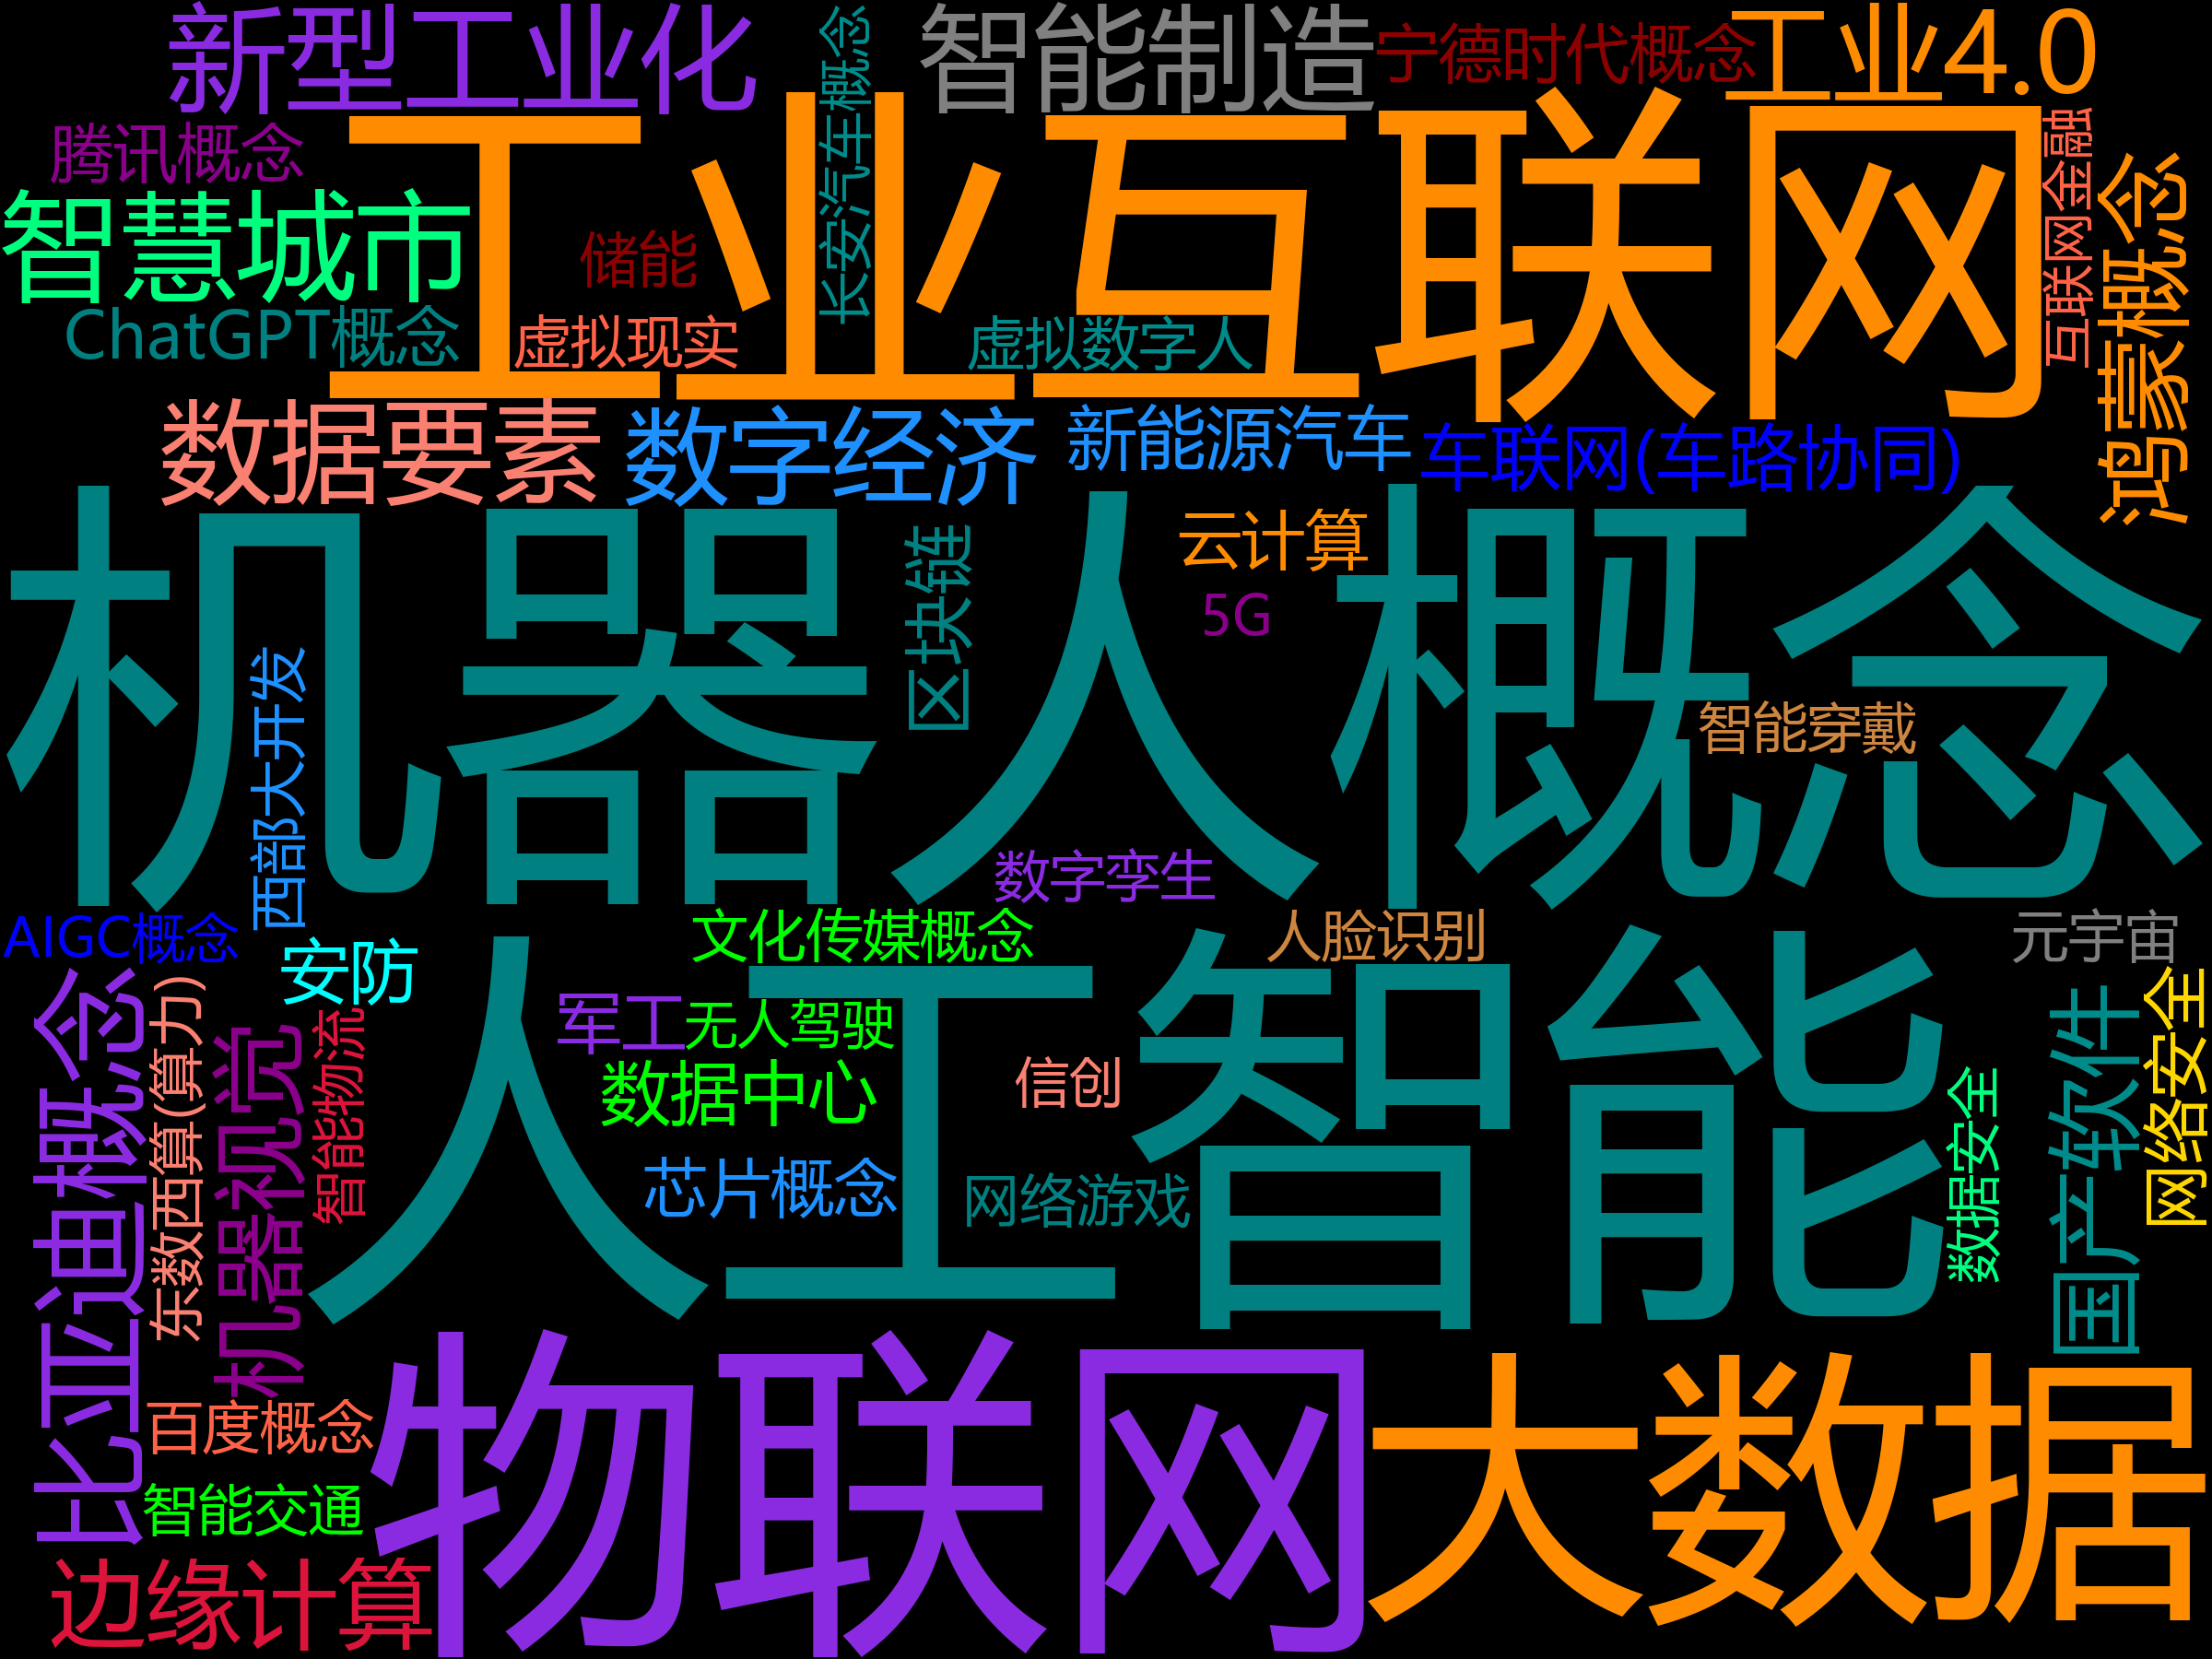 新型工业化
长安汽车概念
智能制造
宁德时代概念
工业4.0
腾讯概念
工业互联网
互联网金融
智慧城市
储能
鸿蒙概念
ChatGPT概念
虚拟现实
虚拟数字人
数据要素
数字经济
新能源汽车
车联网(车路协同)
机器人概念
区块链
云计算
5G
西部大开发
智能穿戴
数字孪生
AIGC概念
文化传媒概念
人脸识别
元宇宙
安防
比亚迪概念
东数西算(算力)
机器视觉
智能物流
军工
无人驾驶
人工智能
数据中心
信创
数据安全
国产软件
网络安全
芯片概念
网络游戏
物联网
大数据
百度概念
智能交通
边缘计算